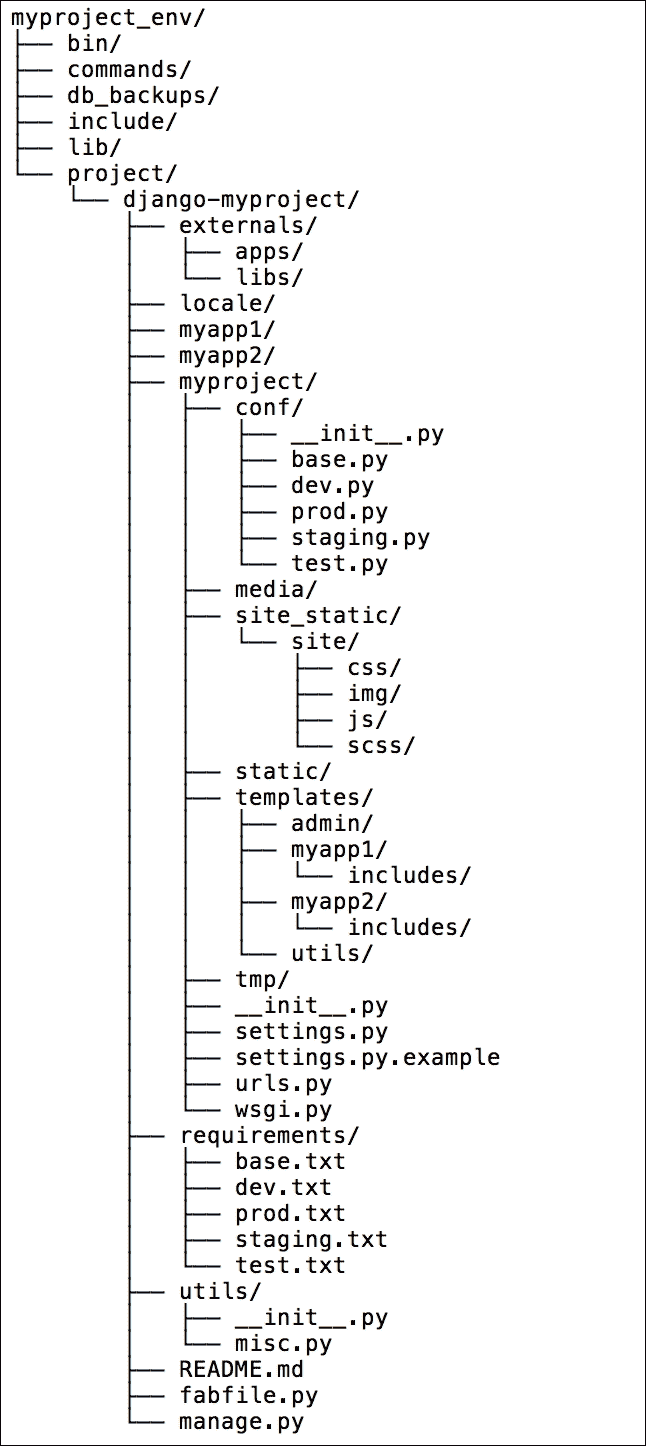 myproject_env/
├── bin/
├── commands/
├── db_backups/
├── include/
├── lib/
└── project/
    └── django-myproject/
        ├── externals/
        │   ├── apps/
        │   └── libs/
        ├── locale/
        ├── myapp1/
        ├── myapp2/
        ├── myproject/
        │   ├── conf/
        │   │   ├── __init__.py
        │   │   ├── base.py
        │   │   ├── dev.py
        │   │   ├── prod.py
        │   │   ├── staging.py
        │   │   └── test.py
        │   ├── media/
        │   ├── site_static/
        │   │   └── site/
        │   │       ├── css/
        │   │       ├── img/
        │   │       ├── js/
        │   │       └── scss/
        │   ├── static/
        │   ├── templates/
        │   │   ├── admin/
        │   │   ├── myapp1/
        │   │   │   └── includes/
        │   │   ├── myapp2/
        │   │   │   └── includes/
        │   │   └── utils/
        │   ├── tmp/
        │   ├── __init__.py
        │   ├── settings.py
        │   ├── settings.py.example
        │   ├── urls.py
        │   └── wsgi.py
        ├── requirements/
        │   ├── base.txt
        │   ├── dev.txt
        │   ├── prod.txt
        │   ├── staging.txt
        │   └── test.txt
        ├── utils/
        │   ├── __init__.py
        │   └── misc.py
        ├── README.md
        ├── fabfile.py
        └── manage.py